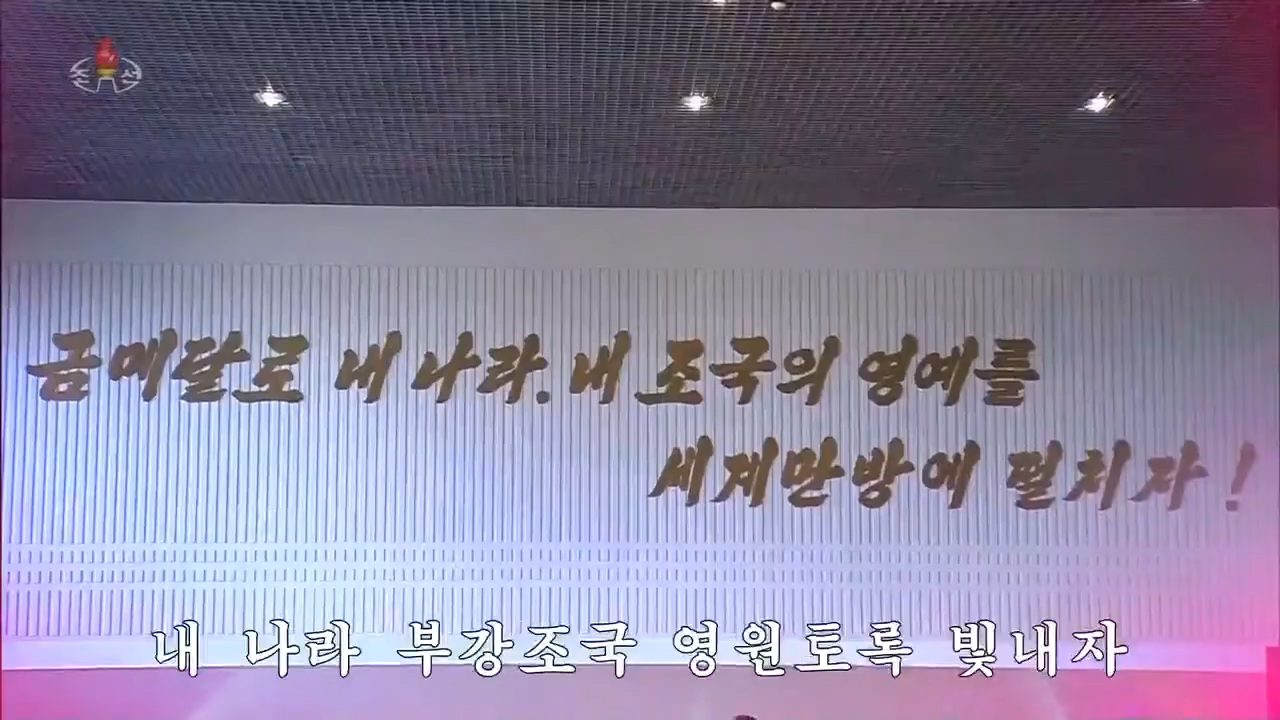 조선
금메달로 내 나라, 내 조국의 영예를
세계만방에 떨치자!
내 나라 부강조국 영원토록 빛내자